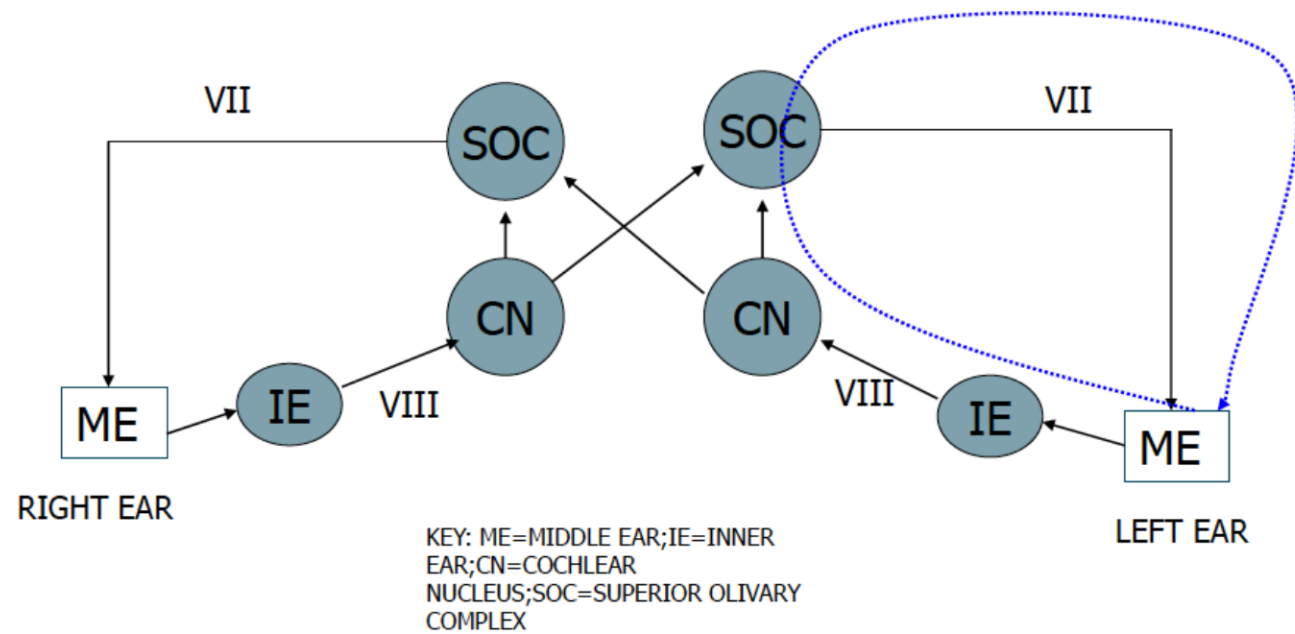 VII
VII
SOC
SOC
CN
CN
IE
VIII
VIII
IE
ME
ME
RIGHT EAR
LEFT EAR
KEY: ME=MIDDLE EAR;IE=INNER
EAR;CN=COCHLEAR
NUCLEUS;SOC=SUPERIOR OLIVARY
COMPLEX